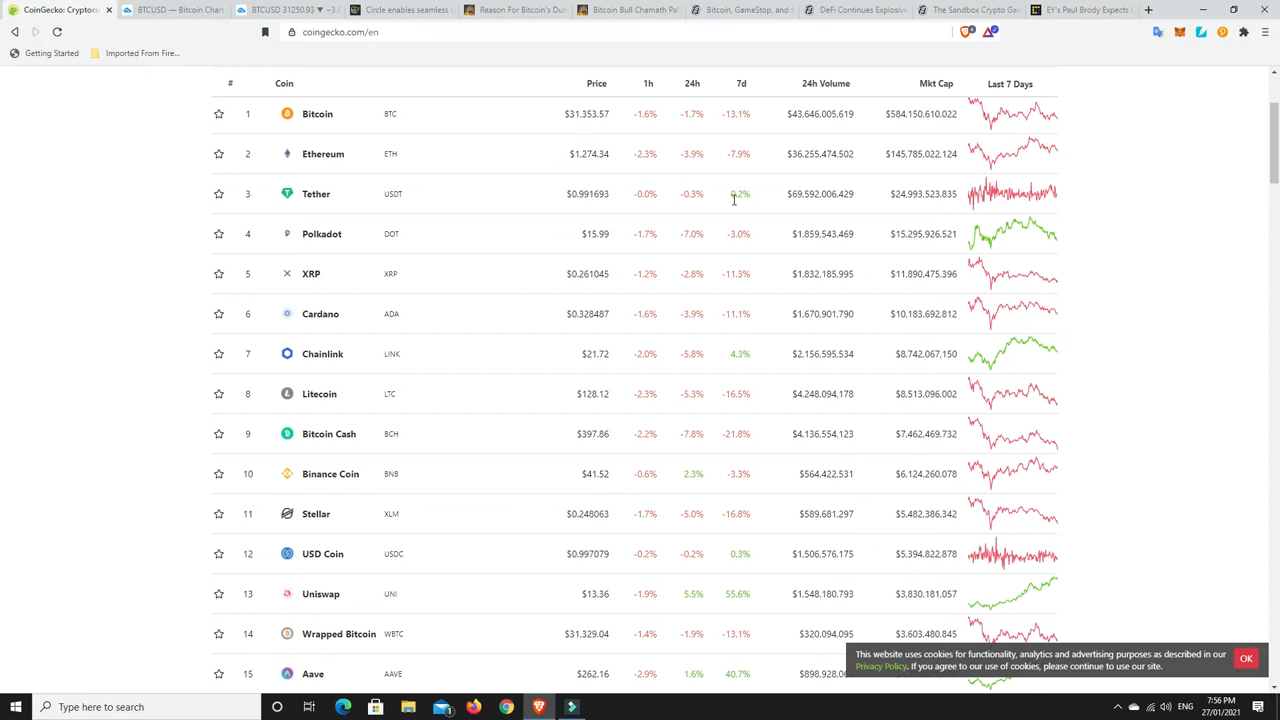 CoinGecko: Cryptocu
BTCUSD — Bitcoin Chart
BTCUSD 31250.93 ▼ −3.0
Circle enables seamless U
Reason For Bitcoin's Dun
Bitcoin Bull Chamath Pal
Bitcoin, GameStop, and t
DeFi Continues Explosive
The Sandbox Crypto Gam
EY's Paul Brody Expects C
coingecko.com/en
Getting Started
Imported From Fire...
# Coin Price 1h 24h 7d 24h Volume Mkt Cap Last 7 Days
1 Bitcoin BTC $31,353.57 -1.6% -1.7% -13.1% $43,646,005,619 $584,150,610,022
2 Ethereum ETH $1,274.34 -2.3% -3.9% -7.9% $36,255,474,502 $145,785,022,124
3 Tether USDT $0.991693 -0.0% -0.3% 0.2% $69,592,006,429 $24,993,523,835
4 Polkadot DOT $15.99 -1.7% -7.0% -3.0% $1,859,543,469 $15,295,926,521
5 XRP XRP $0.261045 -1.2% -2.8% -11.3% $1,832,185,995 $11,890,475,396
6 Cardano ADA $0.328487 -1.6% -3.9% -11.1% $1,670,901,790 $10,183,692,812
7 Chainlink LINK $21.72 -2.0% -5.8% 4.3% $2,156,595,534 $8,742,067,150
8 Litecoin LTC $128.12 -2.3% -5.3% -16.5% $4,248,094,178 $8,513,096,002
9 Bitcoin Cash BCH $397.86 -2.2% -7.8% -21.8% $4,136,554,123 $7,462,469,732
10 Binance Coin BNB $41.52 -0.6% 2.3% -3.3% $564,422,531 $6,124,260,078
11 Stellar XLM $0.248063 -1.7% -5.0% -16.8% $589,681,297 $5,482,386,342
12 USD Coin USDC $0.997079 -0.2% -0.2% 0.3% $1,506,576,175 $5,394,822,878
13 Uniswap UNI $13.36 -1.9% 5.5% 55.6% $1,548,180,793 $3,830,181,057
14 Wrapped Bitcoin WBTC $31,329.04 -1.4% -1.9% -13.1% $320,094,095 $3,603,480,845
15 Aave AAVE $262.16 -2.9% 1.6% 40.7% $898,928,0
This website uses cookies for functionality, analytics and advertising purposes as described in our
Privacy Policy. If you agree to our use of cookies, please continue to use our site.
OK
Type here to search
ENG
7:56 PM
27/01/2021